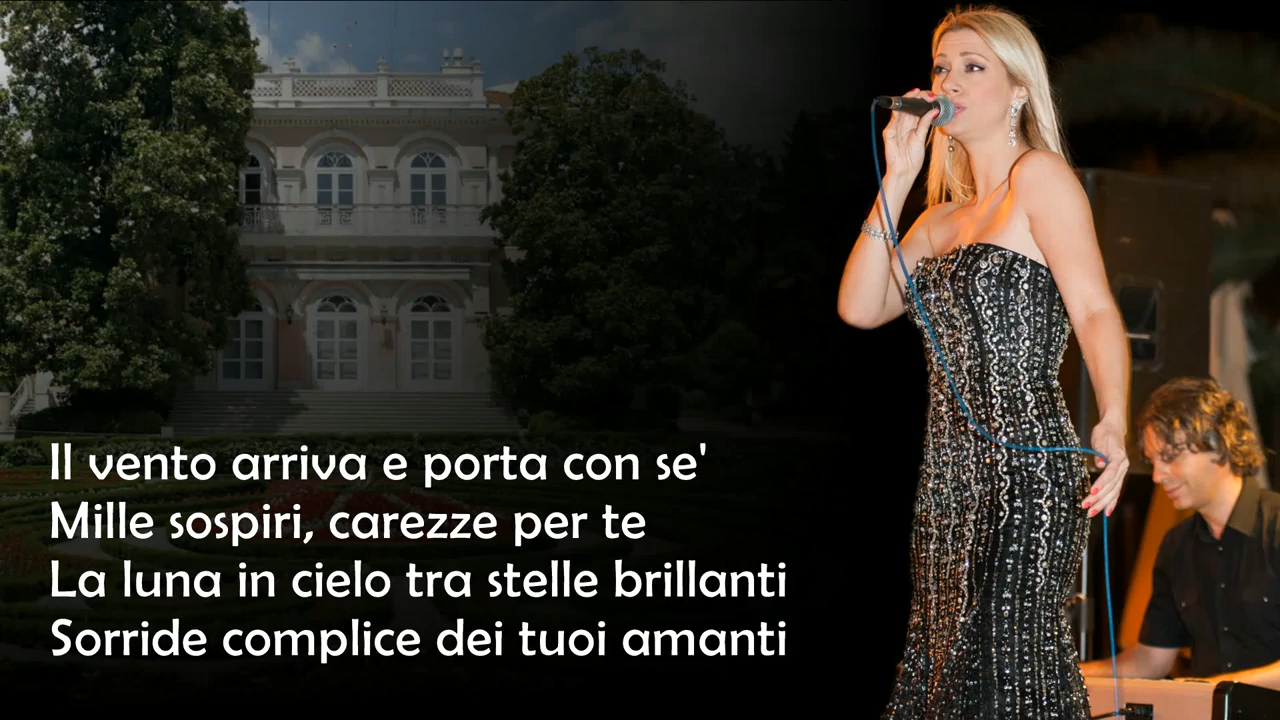 Il vento arriva e porta con se'
Mille sospiri, carezze per te
La luna in cielo tra stelle brillanti
Sorride complice dei tuoi amanti